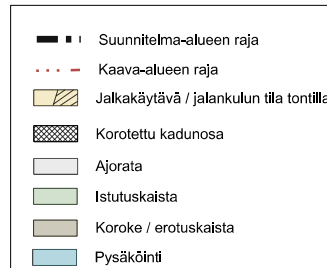 Suunnitelma-alueen raja
Kaava-alueen raja
Jalkakäytävä / jalankulun tila tontilla
Korotettu kadunosa
Ajorata
Istutuskaista
Koroke / erotuskaista
Pysäköinti